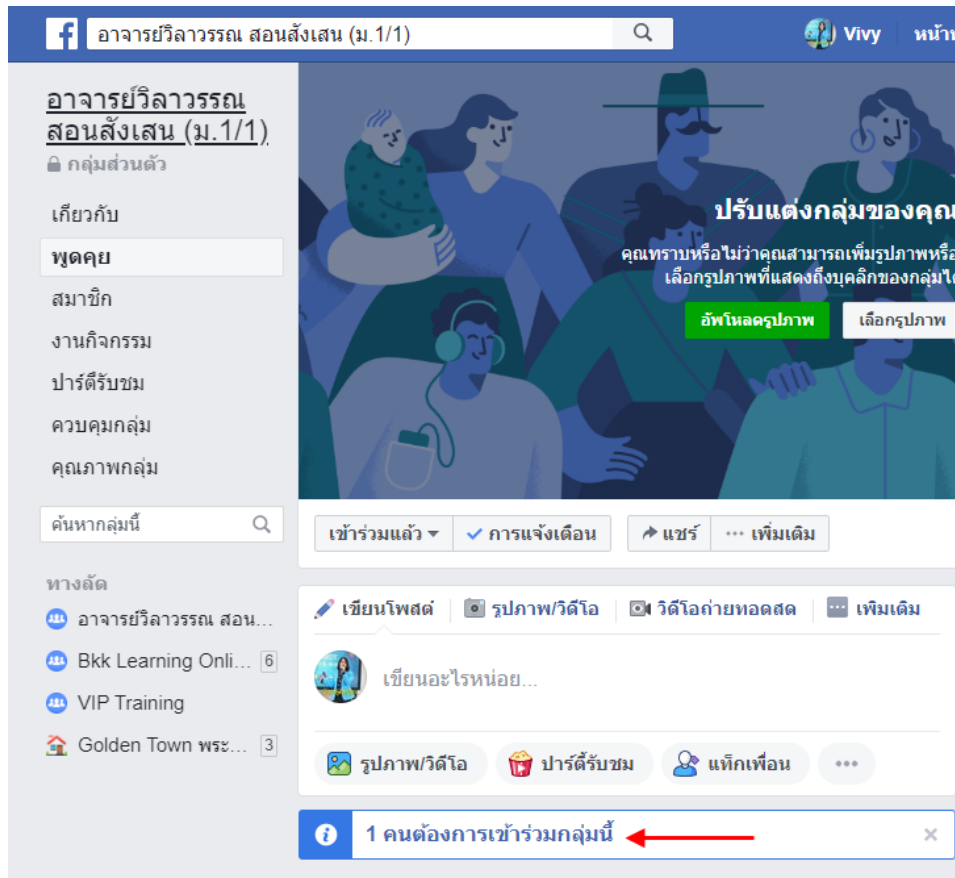 อาจารย์วิลาวรรณ สอนสังเสน (ม.1/1)
Vivy
อาจารย์วิลาวรรณ
สอนสังเสน (ม.1/1)
กลุ่มส่วนตัว
เกี่ยวกับ
พูดคุย
สมาชิก
งานกิจกรรม
ปาร์ตี้รับชม
ควบคุมกลุ่ม
คุณภาพกลุ่ม
ค้นหากลุ่มนี้
ทางลัด
อาจารย์วิลาวรรณ สอน...
Bkk Learning Onli... 6
VIP Training
Golden Town พระ... 3
ปรับแต่งกลุ่มของคุณ
คุณทราบหรือไม่ว่าคุณสามารถเพิ่มรูปภาพหรือ
เลือกรูปภาพที่แสดงถึงบุคลิกของกลุ่มได้
อัพโหลดรูปภาพ เลือกรูปภาพ
เข้าร่วมแล้ว การแจ้งเตือน แชร์ ... เพิ่มเติม
เขียนโพสต์ รูปภาพ/วิดีโอ วิดีโอถ่ายทอดสด เพิ่มเติม
เขียนอะไรหน่อย...
รูปภาพ/วิดีโอ ปาร์ตี้รับชม แท็กเพื่อน
1 คนต้องการเข้าร่วมกลุ่มนี้